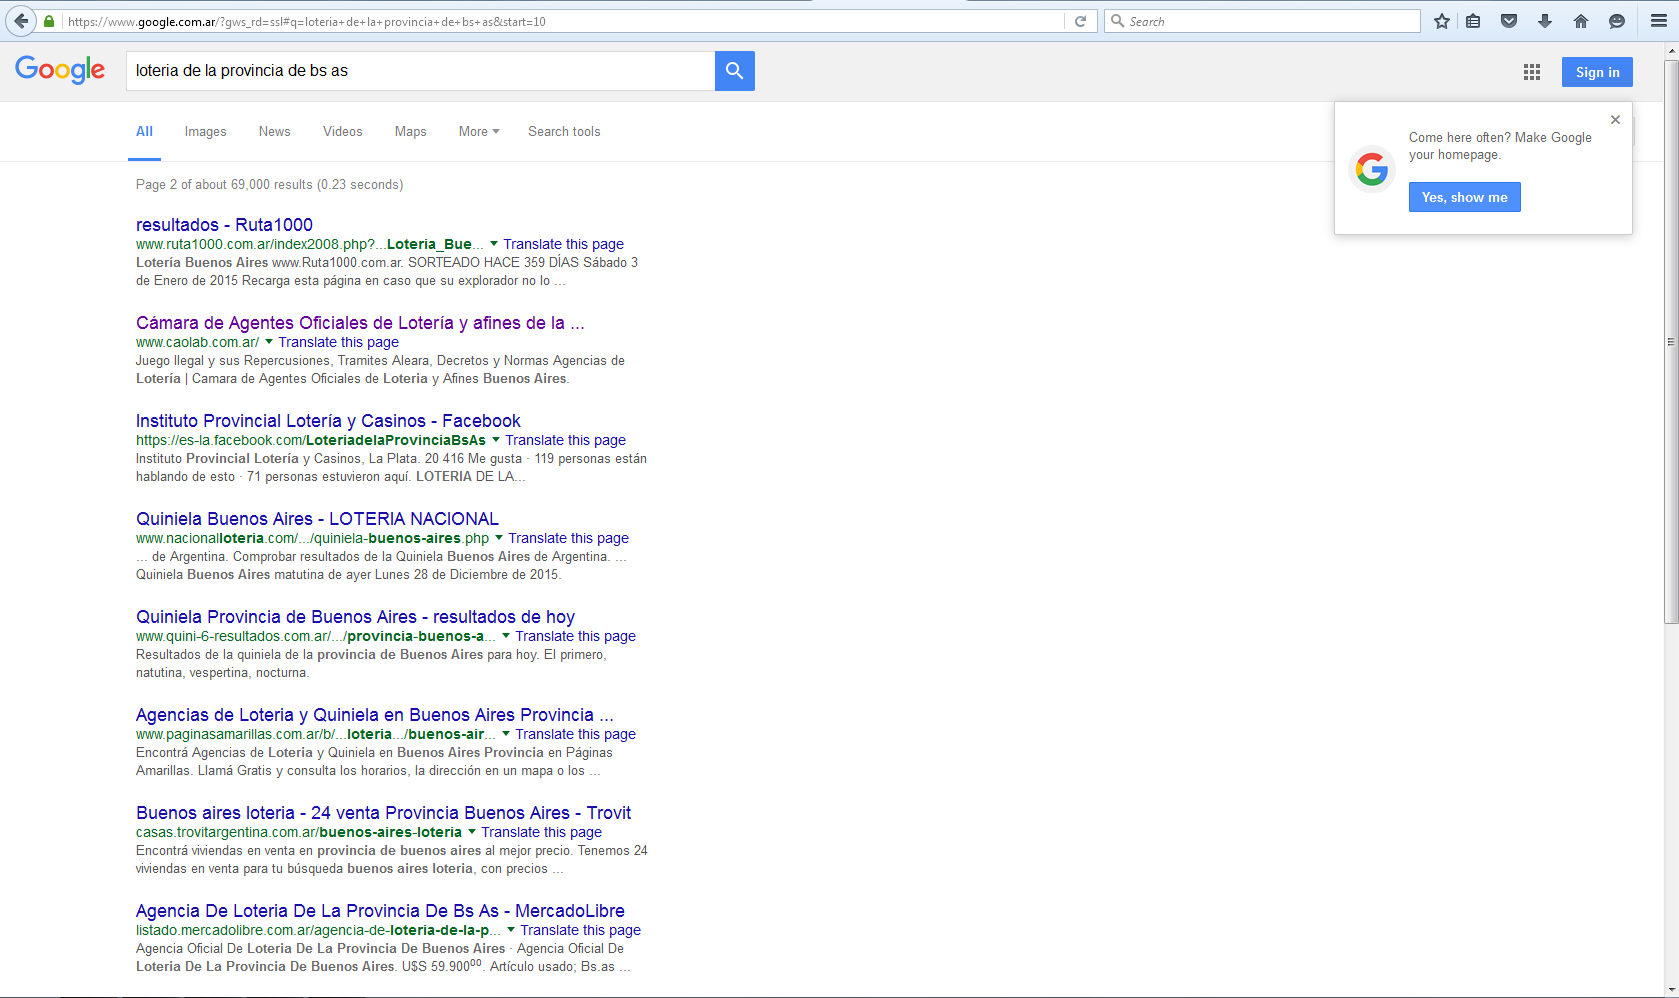 https://www.google.com.ar/?gws_rd=ssl#q=loteria+de+la+provincia+de+bs+as&start=10
Search
Google
loteria de la provincia de bs as
Sign in
All Images News Videos Maps More Search tools
Come here often? Make Google
your homepage.
Yes, show me
Page 2 of about 69,000 results (0.23 seconds)
resultados - Ruta1000
www.ruta1000.com.ar/index2008.php?...Loteria_Bue... Translate this page
Lotería Buenos Aires www.Ruta1000.com.ar. SORTEADO HACE 359 DÍAS Sábado 3
de Enero de 2015 Recarga esta página en caso que su explorador no lo ...
Cámara de Agentes Oficiales de Lotería y afines de la ...
www.caolab.com.ar/ Translate this page
Juego Ilegal y sus Repercusiones, Tramites Aleara, Decretos y Normas Agencias de
Lotería | Camara de Agentes Oficiales de Loteria y Afines Buenos Aires.
Instituto Provincial Lotería y Casinos - Facebook
https://es-la.facebook.com/LoteriadelaProvinciaBsAs Translate this page
Instituto Provincial Lotería y Casinos, La Plata. 20 416 Me gusta · 119 personas están
hablando de esto · 71 personas estuvieron aquí. LOTERIA DE LA...
Quiniela Buenos Aires - LOTERIA NACIONAL
www.nacionalloteria.com/.../quiniela-buenos-aires.php Translate this page
... de Argentina. Comprobar resultados de la Quiniela Buenos Aires de Argentina. ...
Quiniela Buenos Aires matutina de ayer Lunes 28 de Diciembre de 2015.
Quiniela Provincia de Buenos Aires - resultados de hoy
www.quini-6-resultados.com.ar/.../provincia-buenos-a... Translate this page
Resultados de la quiniela de la provincia de Buenos Aires para hoy. El primero,
natutina, vespertina, nocturna.
Agencias de Loteria y Quiniela en Buenos Aires Provincia ...
www.paginasamarillas.com.ar/b/...loteria.../buenos-air... Translate this page
Encontrá Agencias de Loteria y Quiniela en Buenos Aires Provincia en Páginas
Amarillas. Llamá Gratis y consulta los horarios, la dirección en un mapa o los ...
Buenos aires loteria - 24 venta Provincia Buenos Aires - Trovit
casas.trovitargentina.com.ar/buenos-aires-loteria Translate this page
Encontrá viviendas en venta en provincia de buenos aires al mejor precio. Tenemos 24
viviendas en venta para tu búsqueda buenos aires loteria, con precios ...
Agencia De Loteria De La Provincia De Bs As - MercadoLibre
listado.mercadolibre.com.ar/agencia-de-loteria-de-la-p... Translate this page
Agencia Oficial De Loteria De La Provincia De Buenos Aires · Agencia Oficial De
Loteria De La Provincia De Buenos Aires. U$S 59.900⁰⁰. Artículo usado; Bs.as ...